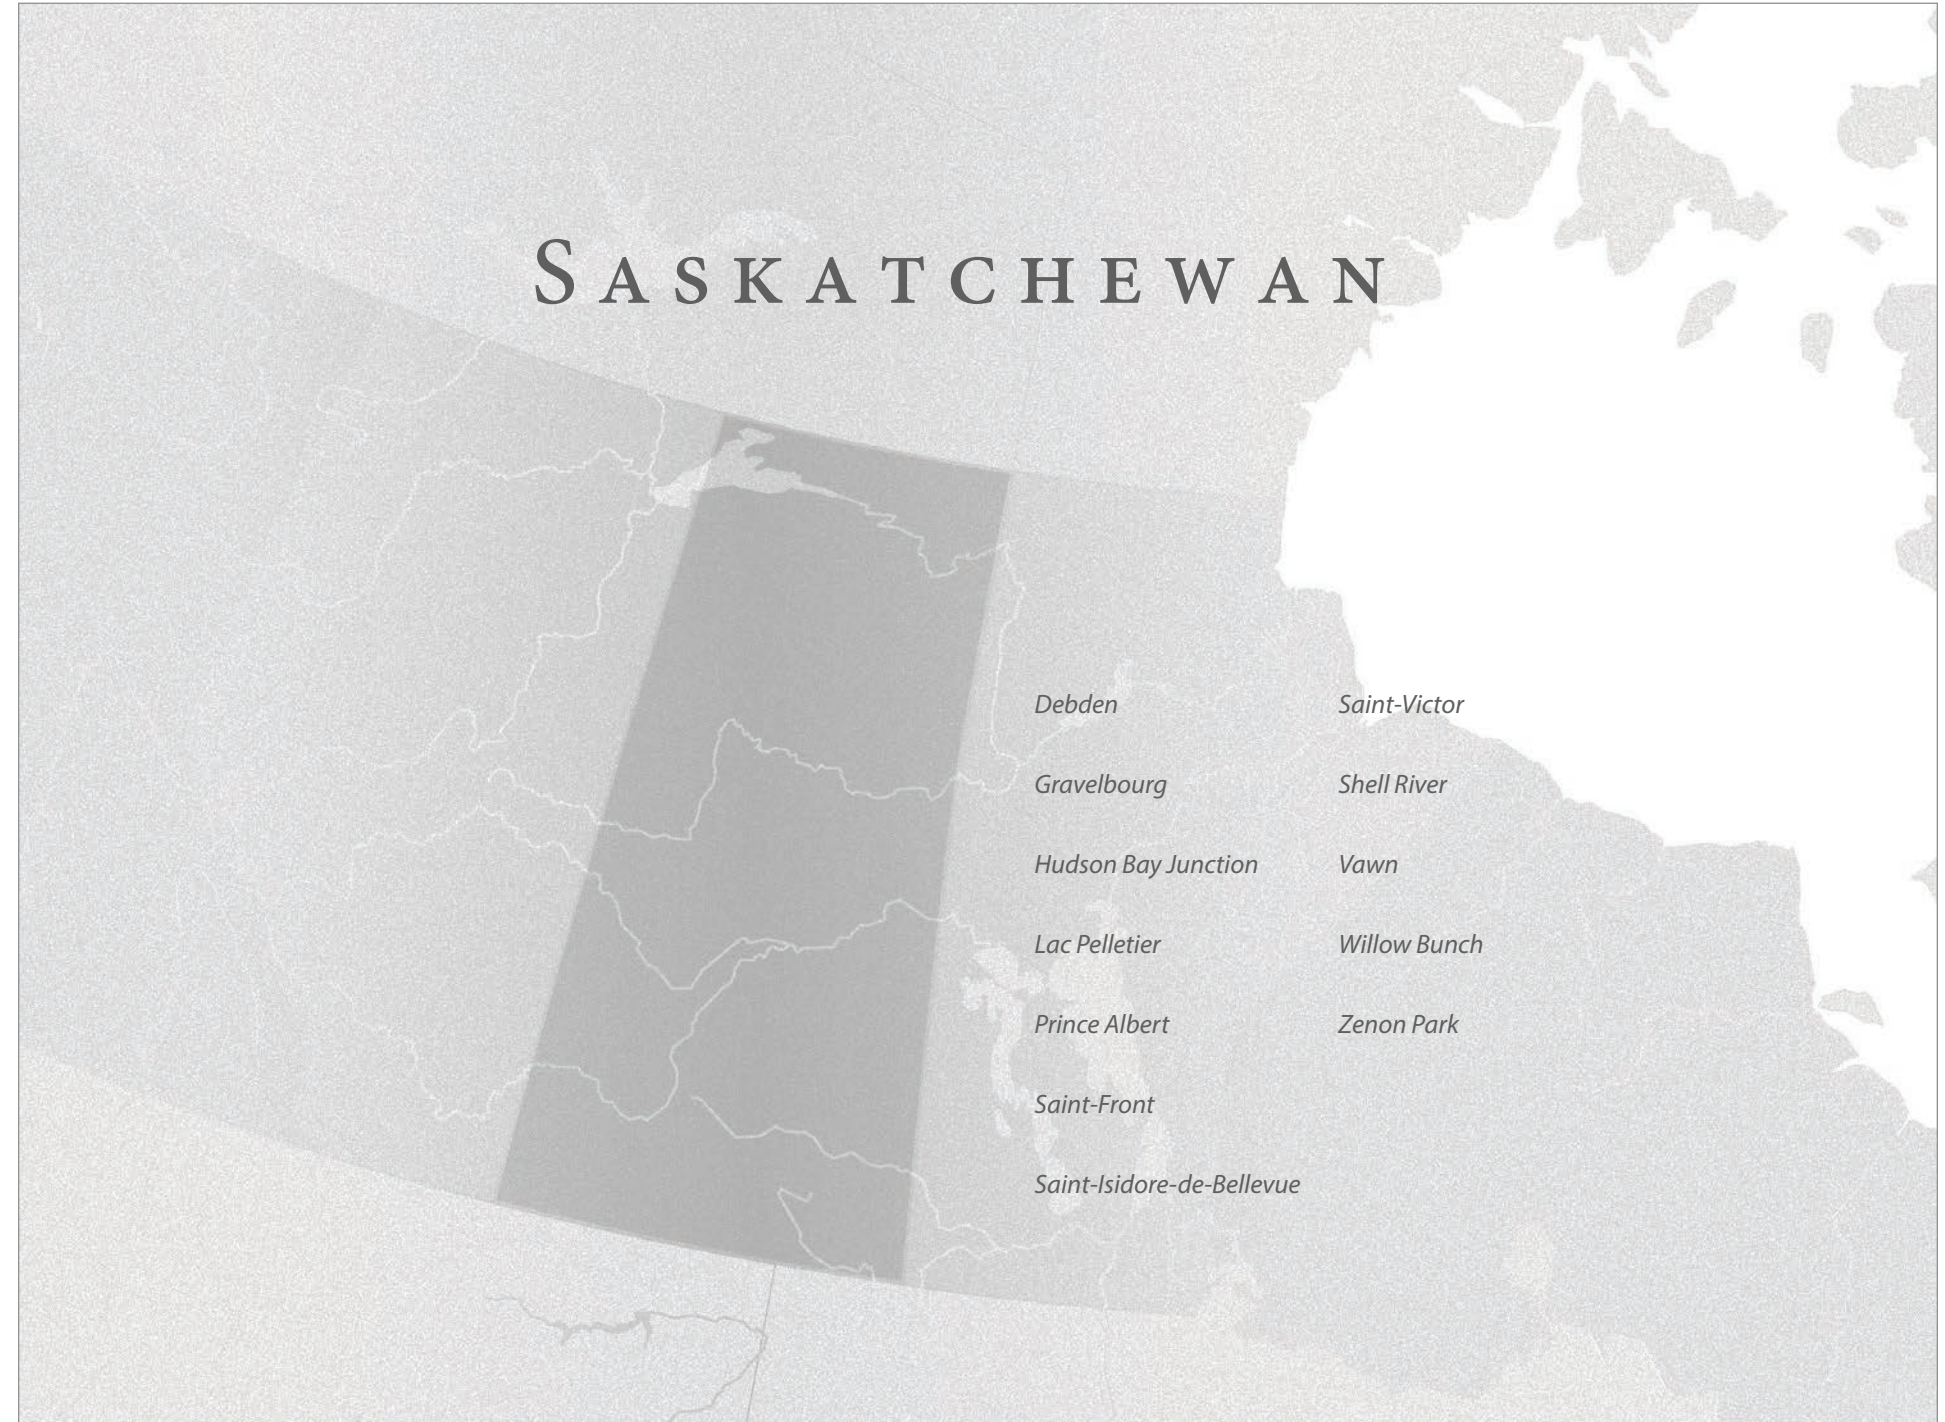 SASKATCHEWAN
Debden
Gravelbourg
Hudson Bay Junction
Lac Pelletier
Prince Albert
Saint-Front
Saint-Isidore-de-Bellevue
Saint-Victor
Shell River
Vawn
Willow Bunch
Zenon Park